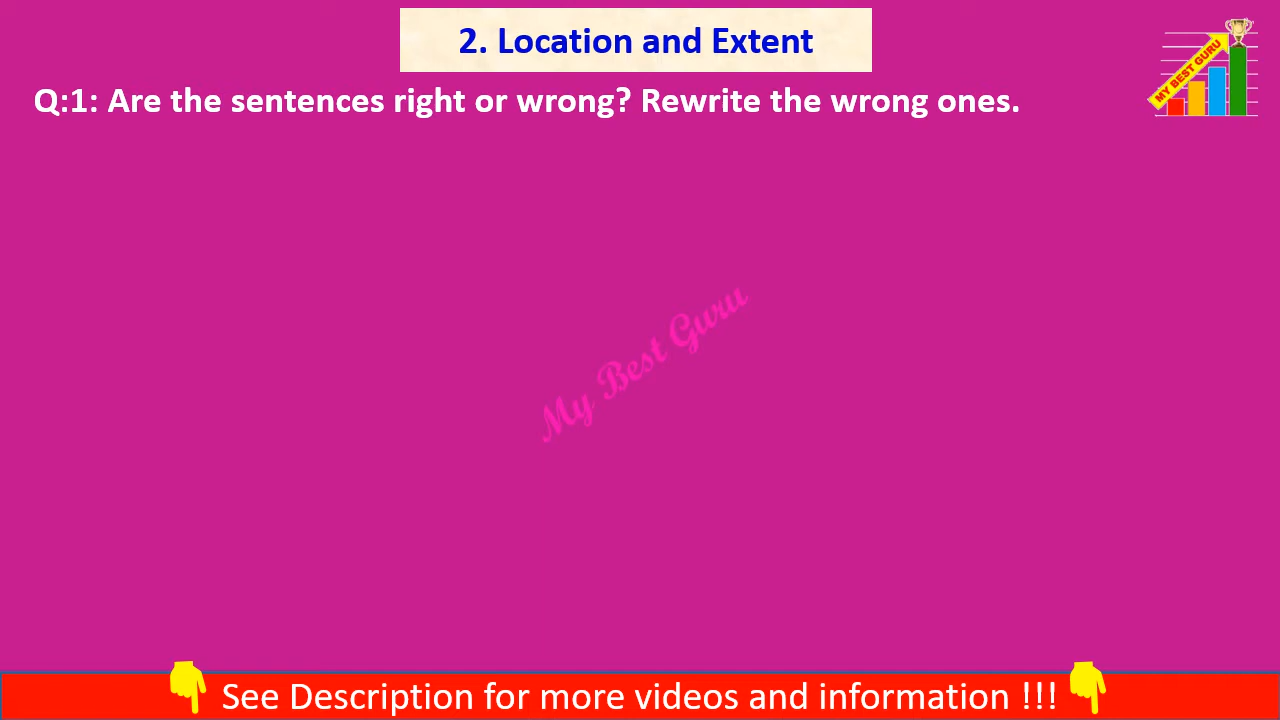 2. Location and Extent
Q:1: Are the sentences right or wrong? Rewrite the wrong ones.
MY BEST GURU
My Best Guru
See Description for more videos and information !!!